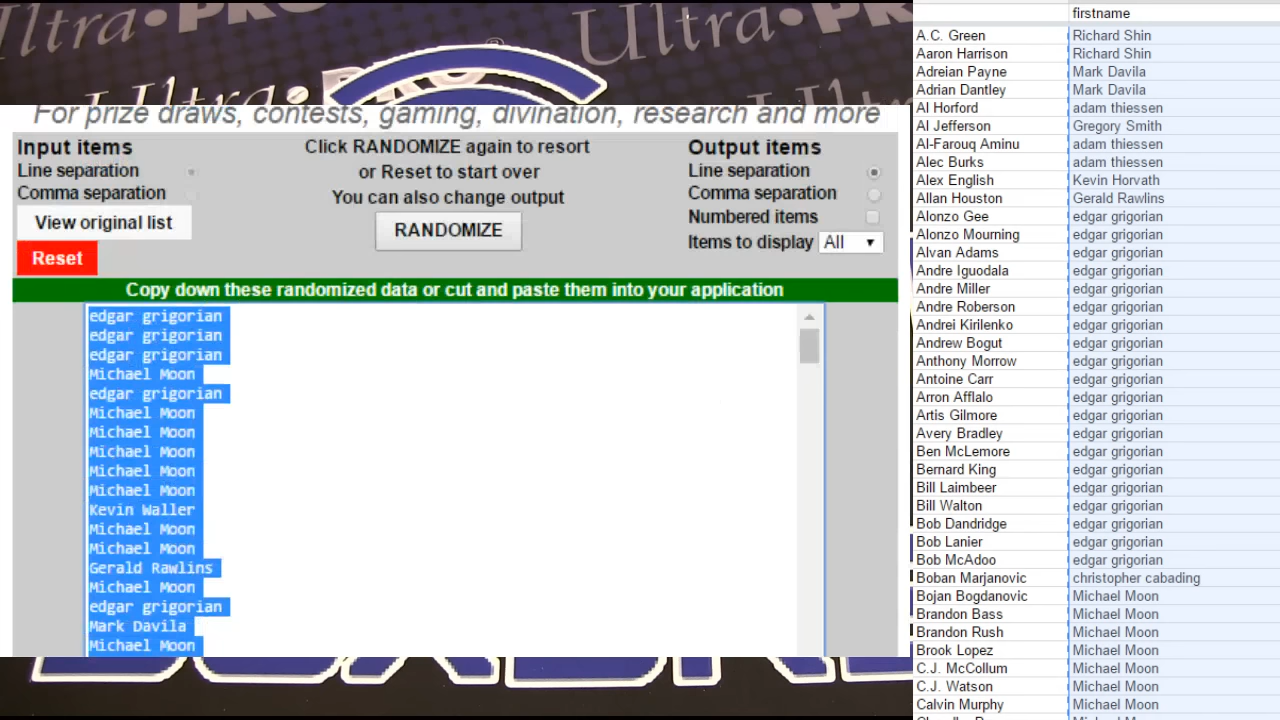 Ultra•PRO
Ultra•PRO
Ultra•PRO
For prize draws, contests, gaming, divination, research and more
Input items
Line separation
Comma separation
View original list
Reset
Click RANDOMIZE again to resort
or Reset to start over
You can also change output
RANDOMIZE
Output items
Line separation
Comma separation
Numbered items
Items to display All
Copy down these randomized data or cut and paste them into your application
edgar grigorian
edgar grigorian
edgar grigorian
Michael Moon
edgar grigorian
Michael Moon
Michael Moon
Michael Moon
Michael Moon
Michael Moon
Kevin Waller
Michael Moon
Michael Moon
Gerald Rawlins
Michael Moon
edgar grigorian
Mark Davila
Michael Moon
firstname
A.C. Green Richard Shin
Aaron Harrison Richard Shin
Adreian Payne Mark Davila
Adrian Dantley Mark Davila
Al Horford adam thiessen
Al Jefferson Gregory Smith
Al-Farouq Aminu adam thiessen
Alec Burks adam thiessen
Alex English Kevin Horvath
Allan Houston Gerald Rawlins
Alonzo Gee edgar grigorian
Alonzo Mourning edgar grigorian
Alvan Adams edgar grigorian
Andre Iguodala edgar grigorian
Andre Miller edgar grigorian
Andre Roberson edgar grigorian
Andrei Kirilenko edgar grigorian
Andrew Bogut edgar grigorian
Anthony Morrow edgar grigorian
Antoine Carr edgar grigorian
Arron Afflalo edgar grigorian
Artis Gilmore edgar grigorian
Avery Bradley edgar grigorian
Ben McLemore edgar grigorian
Bernard King edgar grigorian
Bill Laimbeer edgar grigorian
Bill Walton edgar grigorian
Bob Dandridge edgar grigorian
Bob Lanier edgar grigorian
Bob McAdoo edgar grigorian
Boban Marjanovic christopher cabading
Bojan Bogdanovic Michael Moon
Brandon Bass Michael Moon
Brandon Rush Michael Moon
Brook Lopez Michael Moon
C.J. McCollum Michael Moon
C.J. Watson Michael Moon
Calvin Murphy Michael Moon